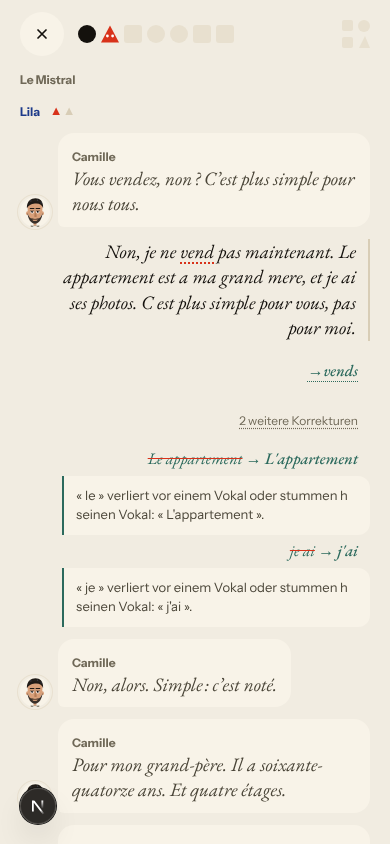 Le Mistral
Lila
Camille
Vous vendez, non ? C’est plus simple pour
nous tous.
Non, je ne vend pas maintenant. Le
appartement est a ma grand mere, et je ai
ses photos. C est plus simple pour vous, pas
pour moi.
→vends
2 weitere Korrekturen
Le appartement → L'appartement
« le » verliert vor einem Vokal oder stummen h
seinen Vokal: « L'appartement ».
je ai → j'ai
« je » verliert vor einem Vokal oder stummen h
seinen Vokal: « j'ai ».
Camille
Non, alors. Simple : c’est noté.
Camille
Pour mon grand-père. Il a soixante-
quatorze ans. Et quatre étages.
N